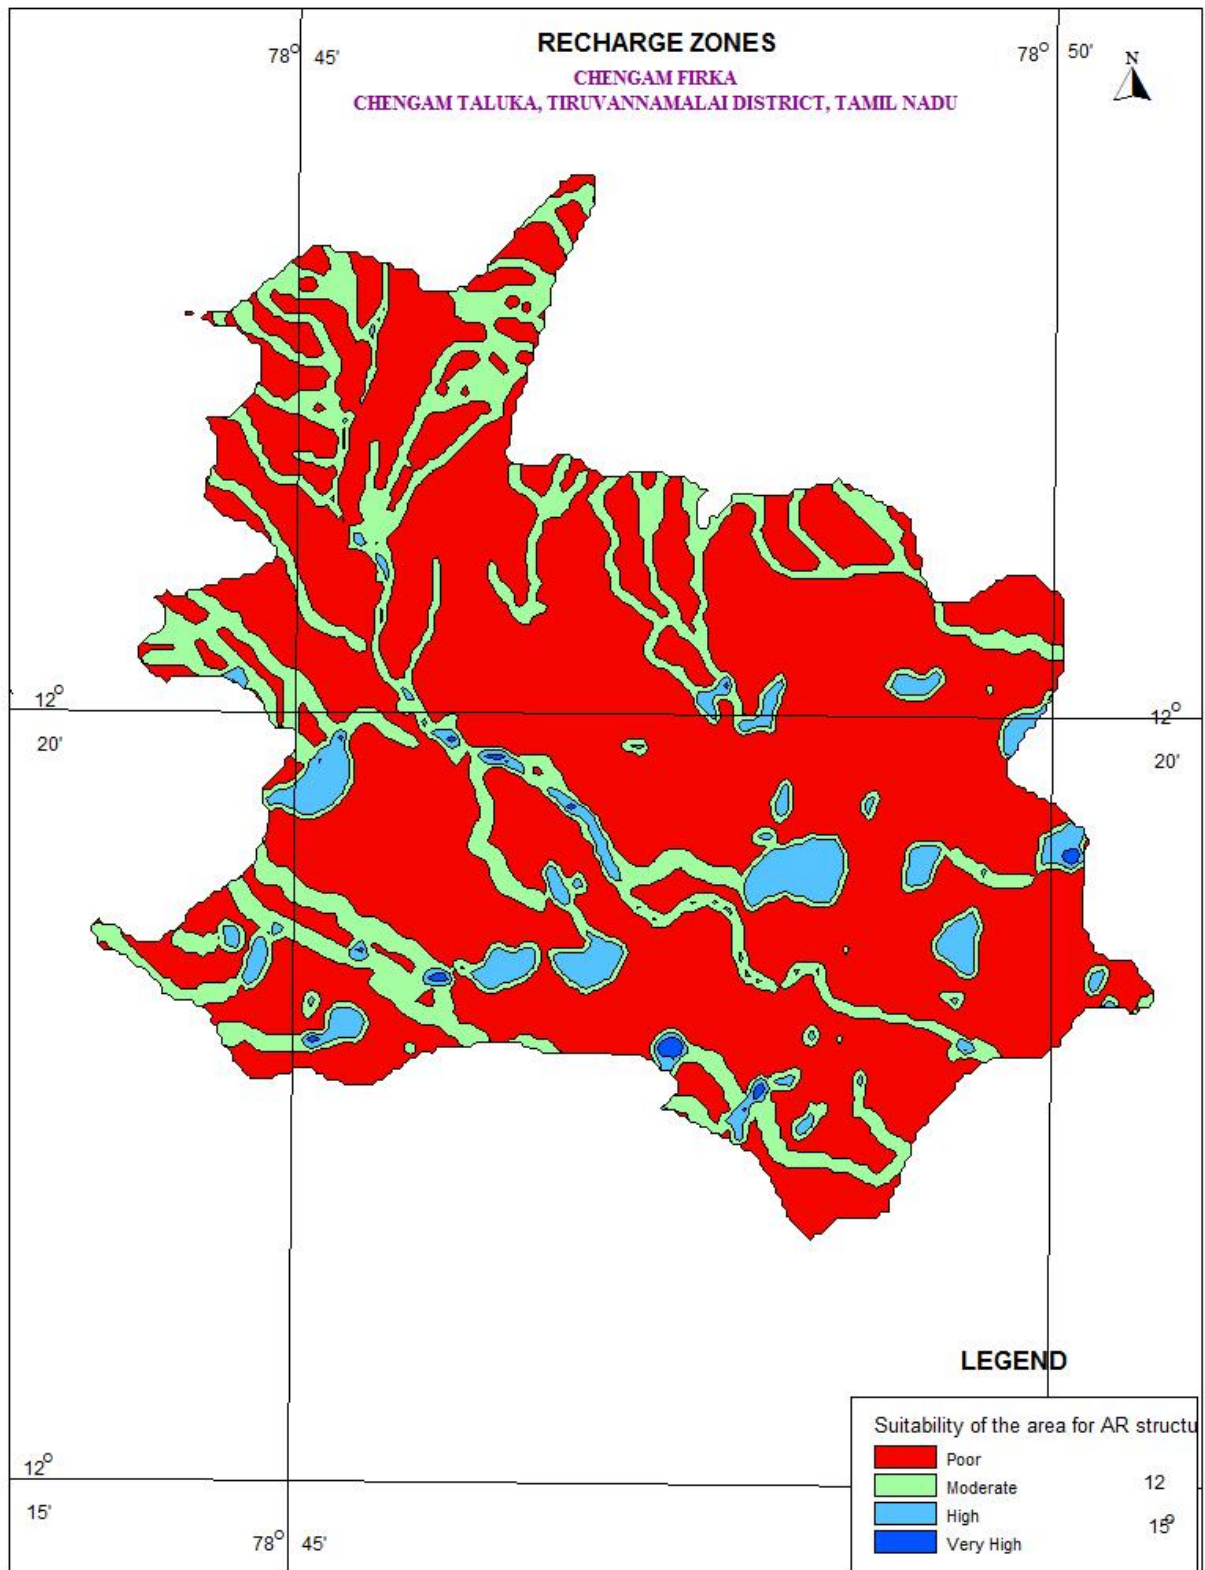 RECHARGE ZONES
78° 45'
78° 50'
N
CHENGAM FIRKA
CHENGAM TALUKA, TIRUVANNAMALAI DISTRICT, TAMIL NADU
12°
20'
12°
20'
LEGEND
Suitability of the area for AR structu
Poor
Moderate
High
Very High
12°
15'
12
15°
78° 45'